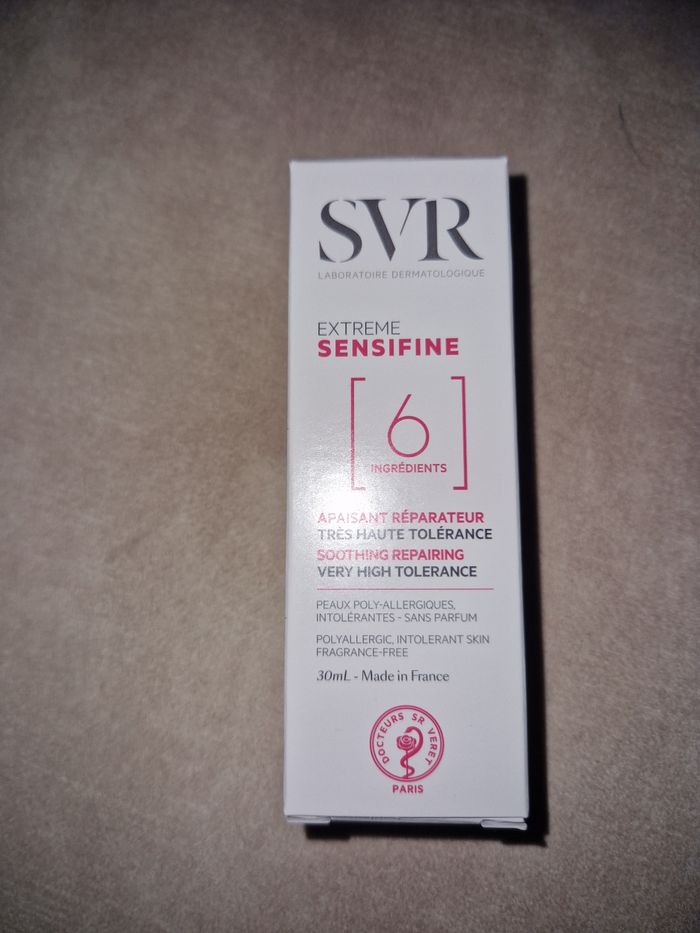 SVR
LABORATOIRE DERMATOLOGIQUE
EXTREME
SENSIFINE
6
INGRÉDIENTS
APAISANT RÉPARATEUR
TRÈS HAUTE TOLÉRANCE
SOOTHING REPAIRING
VERY HIGH TOLERANCE
PEAUX POLY-ALLERGIQUES,
INTOLÉRANTES - SANS PARFUM
POLYALLERGIC, INTOLERANT SKIN
FRAGRANCE-FREE
30mL - Made in France
DOCTEURS SR VERET
PARIS